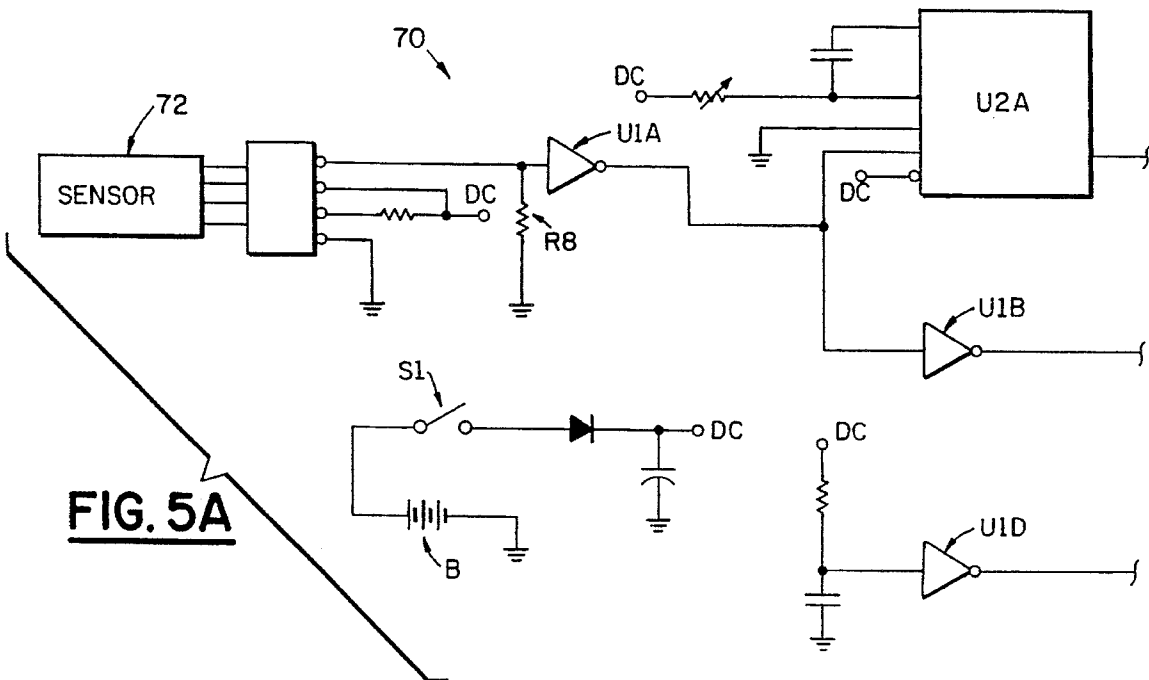 70
DC
U2A
72
U1A
SENSOR
DC
DC
R8
U1B
S1
DC
DC
FIG. 5A
B
U1D